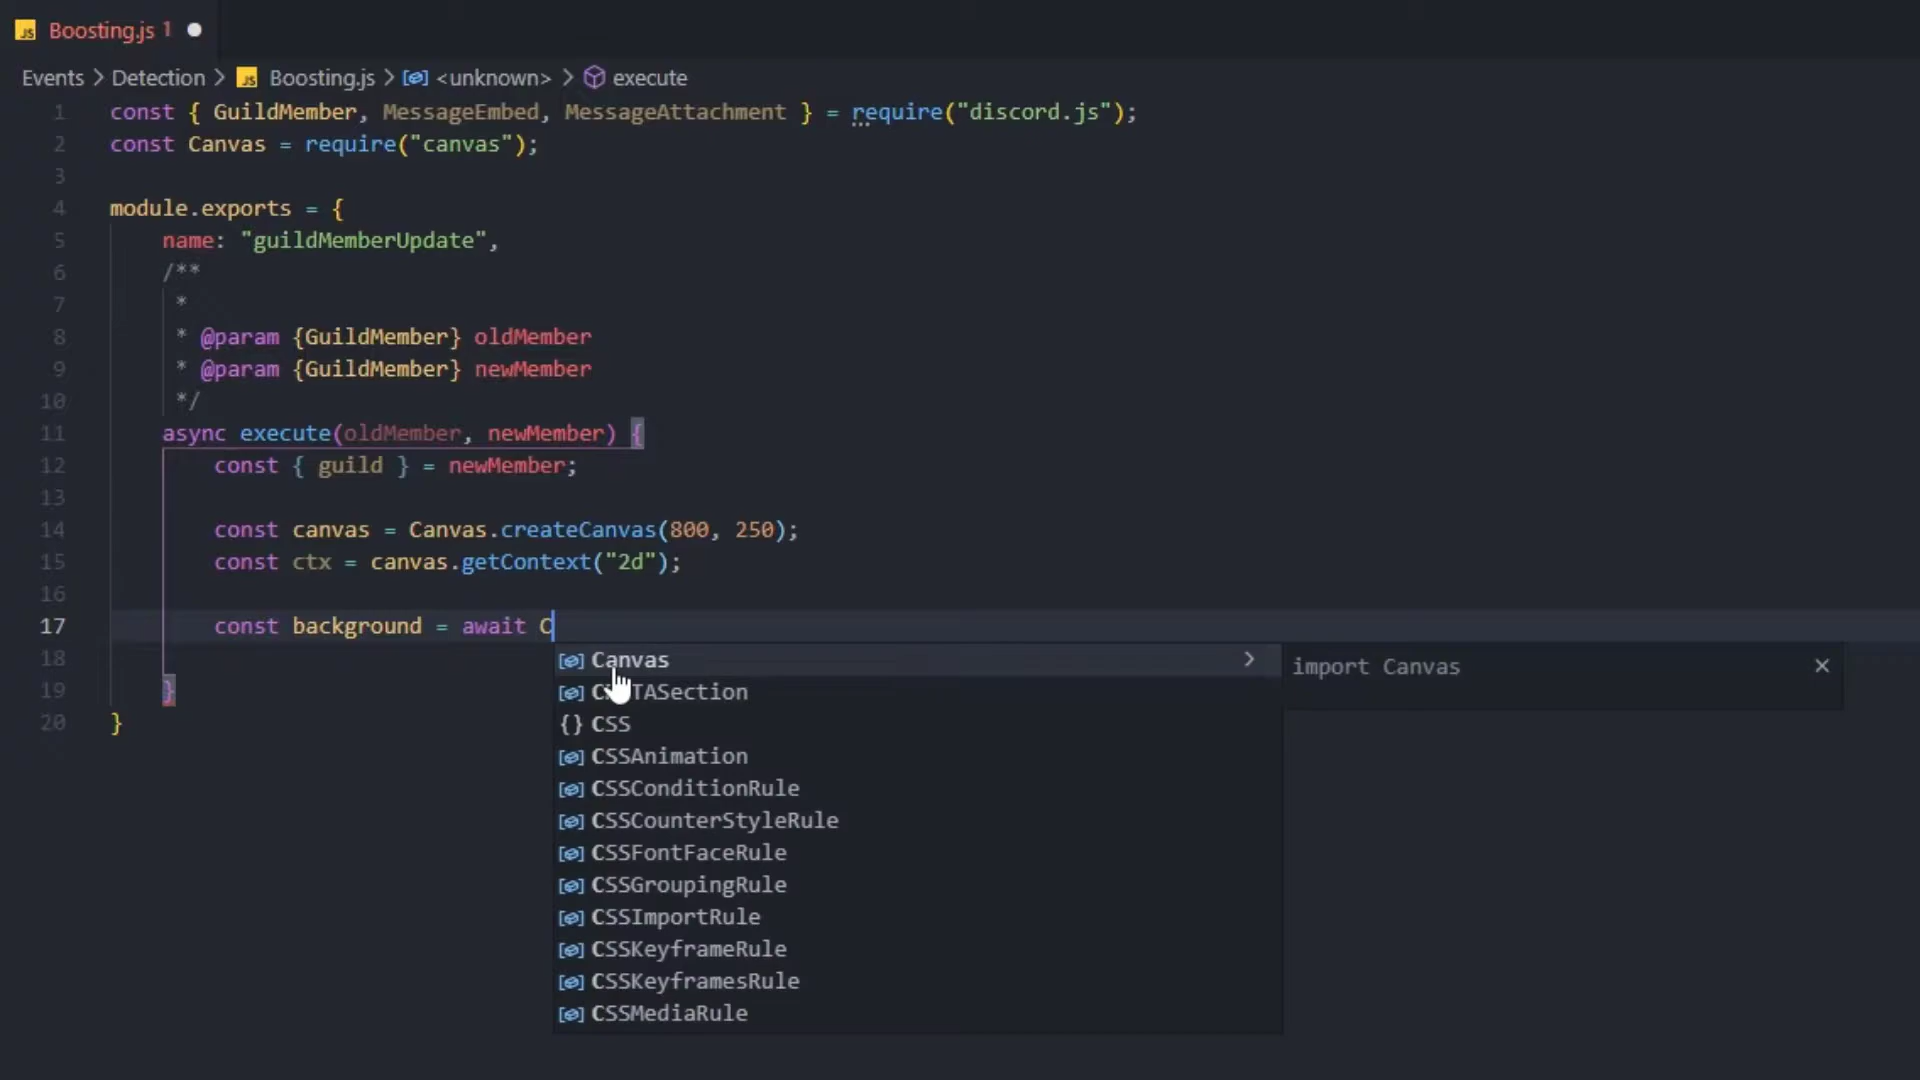 JS Boosting.js 1
Events > Detection > JS Boosting.js > <unknown> > execute
1 const { GuildMember, MessageEmbed, MessageAttachment } = require("discord.js");
2 const Canvas = require("canvas");
3
4 module.exports = {
5 name: "guildMemberUpdate",
6 /**
7 *
8 * @param {GuildMember} oldMember
9 * @param {GuildMember} newMember
10 */
11 async execute(oldMember, newMember) {
12 const { guild } = newMember;
13
14 const canvas = Canvas.createCanvas(800, 250);
15 const ctx = canvas.getContext("2d");
16
17 const background = await C
18
19 }
20 }
Canvas
import Canvas
TASection
{} CSS
CSSAnimation
CSSConditionRule
CSSCounterStyleRule
CSSFontFaceRule
CSSGroupingRule
CSSImportRule
CSSKeyframeRule
CSSKeyframesRule
CSSMediaRule